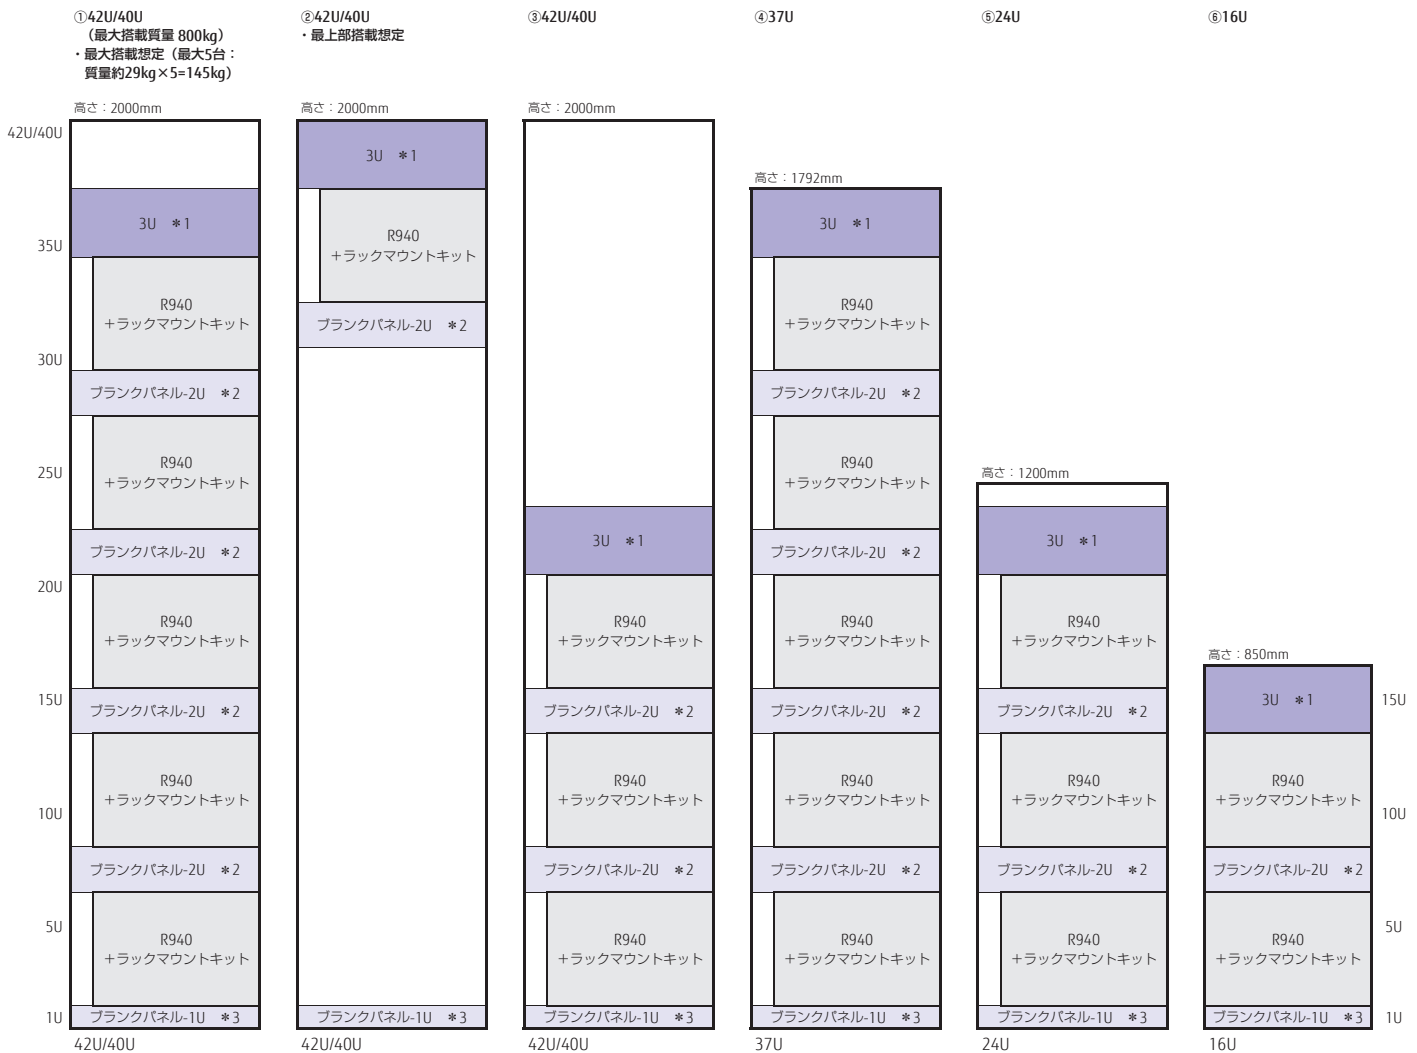 ①42U/40U
（最大搭載質量 800kg）
・最大搭載想定（最大5台：
質量約29kg×5=145kg）
高さ：2000mm
42U/40U
35U
30U
25U
20U
15U
10U
5U
1U
3U ＊1
R940
＋ラックマウントキット
ブランクパネル-2U ＊2
R940
＋ラックマウントキット
ブランクパネル-2U ＊2
R940
＋ラックマウントキット
ブランクパネル-2U ＊2
R940
＋ラックマウントキット
ブランクパネル-2U ＊2
R940
＋ラックマウントキット
ブランクパネル-1U ＊3
42U/40U
②42U/40U
・最上部搭載想定
高さ：2000mm
3U ＊1
R940
＋ラックマウントキット
ブランクパネル-2U ＊2
ブランクパネル-1U ＊3
42U/40U
③42U/40U
高さ：2000mm
3U ＊1
R940
＋ラックマウントキット
ブランクパネル-2U ＊2
R940
＋ラックマウントキット
ブランクパネル-2U ＊2
R940
＋ラックマウントキット
ブランクパネル-1U ＊3
42U/40U
④37U
高さ：1792mm
3U ＊1
R940
＋ラックマウントキット
ブランクパネル-2U ＊2
R940
＋ラックマウントキット
ブランクパネル-2U ＊2
R940
＋ラックマウントキット
ブランクパネル-2U ＊2
R940
＋ラックマウントキット
ブランクパネル-2U ＊2
R940
＋ラックマウントキット
ブランクパネル-1U ＊3
37U
⑤24U
高さ：1200mm
3U ＊1
R940
＋ラックマウントキット
ブランクパネル-2U ＊2
R940
＋ラックマウントキット
ブランクパネル-2U ＊2
R940
＋ラックマウントキット
ブランクパネル-1U ＊3
24U
⑥16U
高さ：850mm
3U ＊1
R940
＋ラックマウントキット
ブランクパネル-2U ＊2
R940
＋ラックマウントキット
ブランクパネル-1U ＊3
16U
15U
10U
5U
1U